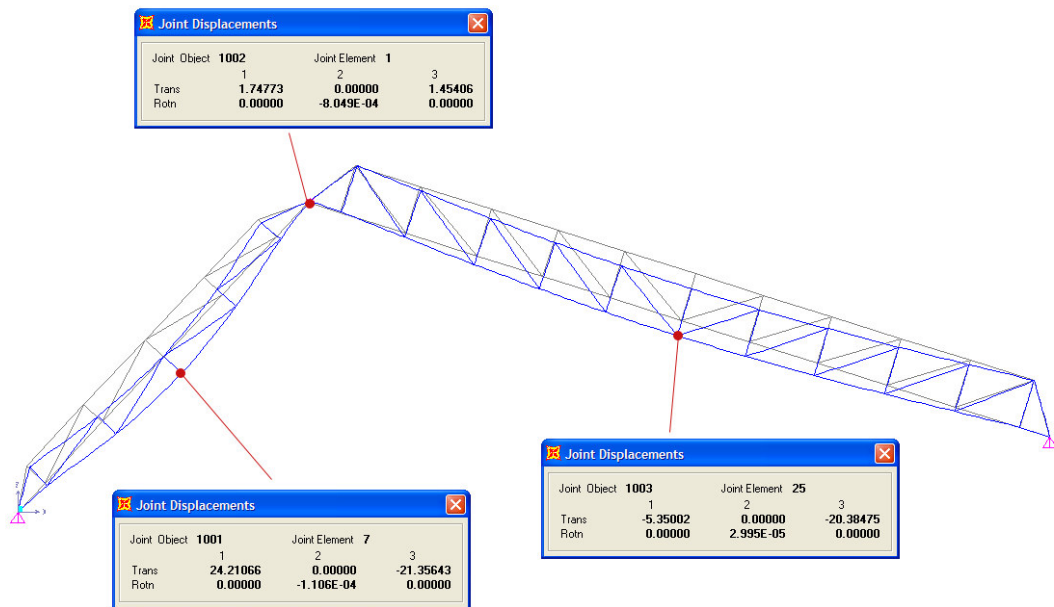 Joint Displacements
Joint Object 1002 Joint Element 1
1 2 3
Trans 1.74773 0.00000 1.45406
Rotn 0.00000 -8.049E-04 0.00000
Joint Displacements
Joint Object 1003 Joint Element 25
1 2 3
Trans -5.35002 0.00000 -20.38475
Rotn 0.00000 2.995E-05 0.00000
Joint Displacements
Joint Object 1001 Joint Element 7
1 2 3
Trans 24.21066 0.00000 -21.35643
Rotn 0.00000 -1.106E-04 0.00000